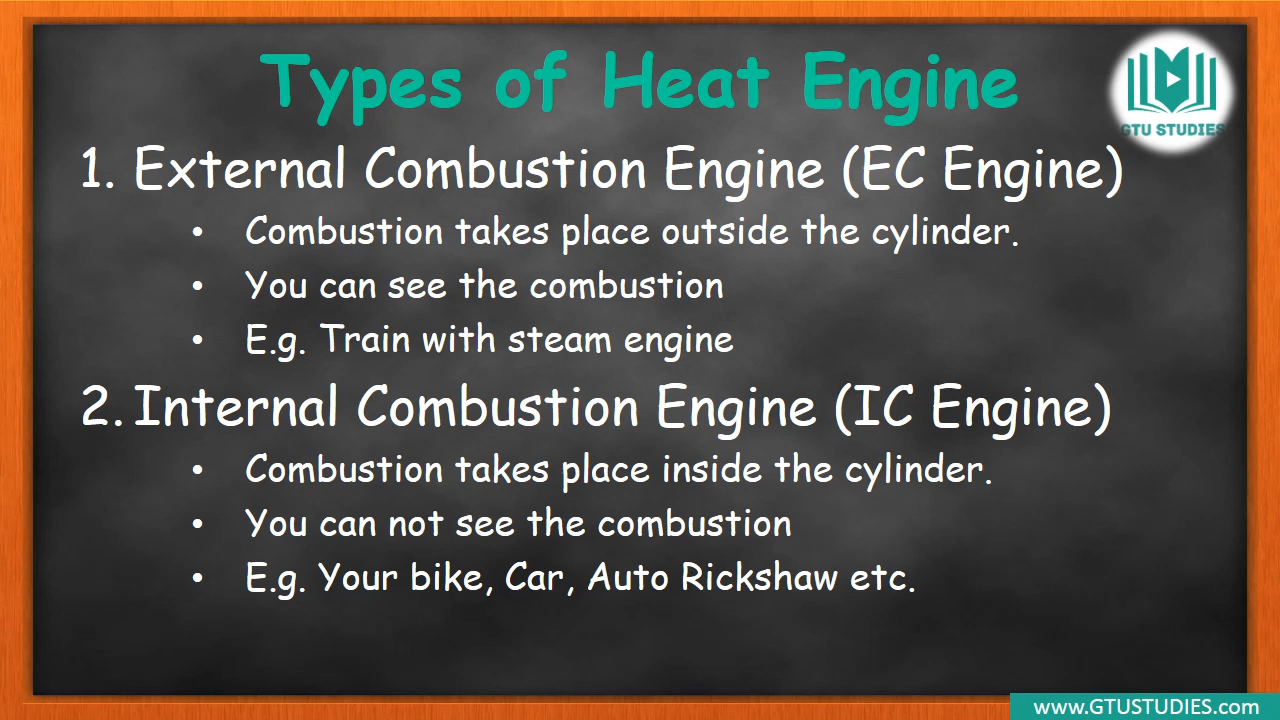 Types of Heat Engine
GTU STUDIES
1. External Combustion Engine (EC Engine)
• Combustion takes place outside the cylinder.
• You can see the combustion
• E.g. Train with steam engine
2. Internal Combustion Engine (IC Engine)
• Combustion takes place inside the cylinder.
• You can not see the combustion
• E.g. Your bike, Car, Auto Rickshaw etc.
www.GTUSTUDIES.com